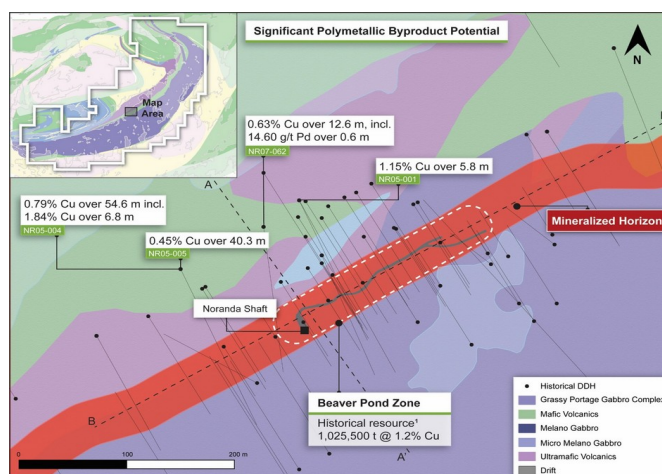 Significant Polymetallic Byproduct Potential
N
Map
Area
0.63% Cu over 12.6 m, incl.
14.60 g/t Pd over 0.6 m
NR07-062
1.15% Cu over 5.8 m
NR05-001
A
0.79% Cu over 54.6 m incl.
1.84% Cu over 6.8 m
NR05-004
0.45% Cu over 40.3 m
NR05-005
Mineralized Horizon
Noranda Shaft
Beaver Pond Zone
Historical resource¹
1,025,500 t @ 1.2% Cu
B
A'
Historical DDH
Grassy Portage Gabbro Complex
Mafic Volcanics
Melano Gabbro
Micro Melano Gabbro
Ultramafic Volcanics
Drift
0
100
200 m